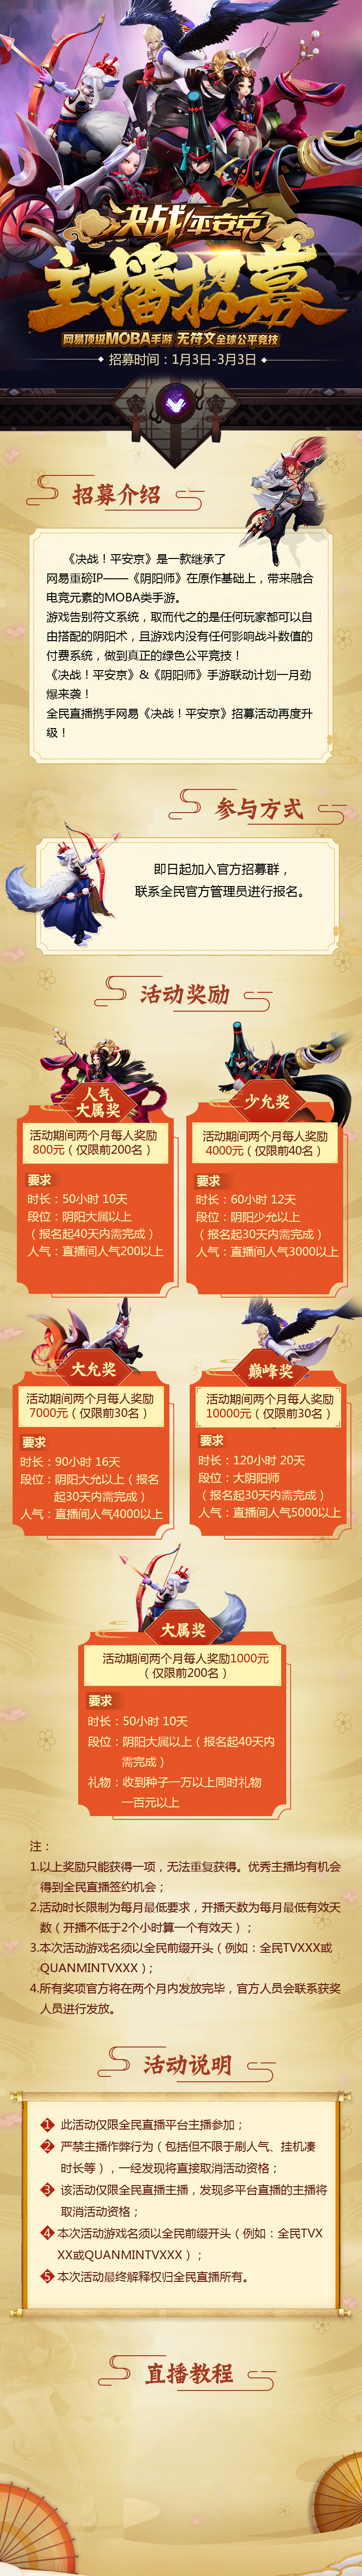 决战!平安京
主播招募
网易顶级MOBA手游 无符文全球公平竞技
招募时间：1月3日-3月3日
招募介绍
《决战！平安京》是一款继承了
网易重磅IP——《阴阳师》在原作基础上，带来融合
电竞元素的MOBA类手游。
游戏告别符文系统，取而代之的是任何玩家都可以自
由搭配的阴阳术，且游戏内没有任何影响战斗数值的
付费系统，做到真正的绿色公平竞技！
《决战！平安京》&《阴阳师》手游联动计划一月劲
爆来袭！
全民直播携手网易《决战！平安京》招募活动再度升
级！
参与方式
即日起加入官方招募群，
联系全民官方管理员进行报名。
活动奖励
人气
大属奖
活动期间两个月每人奖励
800元（仅限前200名）
要求
时长：50小时 10天
段位：阴阳大属以上
（报名起40天内需完成）
人气：直播间人气200以上
少允奖
活动期间两个月每人奖励
4000元（仅限前40名）
要求
时长：60小时 12天
段位：阴阳少允以上
（报名起30天内需完成）
人气：直播间人气3000以上
大允奖
活动期间两个月每人奖励
7000元（仅限前30名）
要求
时长：90小时 16天
段位：阴阳大允以上（报名
起30天内需完成）
人气：直播间人气4000以上
巅峰奖
活动期间两个月每人奖励
10000元（仅限前30名）
要求
时长：120小时 20天
段位：大阴阳师
（报名起30天内需完成）
人气：直播间人气5000以上
大属奖
活动期间两个月每人奖励1000元
（仅限前200名）
要求
时长：50小时 10天
段位：阴阳大属以上（报名起40天内
需完成）
礼物：收到种子一万以上同时礼物
一百元以上
注：
1.以上奖励只能获得一项，无法重复获得。优秀主播均有机会
得到全民直播签约机会；
2.活动时长限制为每月最低要求，开播天数为每月最低有效天
数（开播不低于2个小时算一个有效天）；
3.本次活动游戏名须以全民前缀开头（例如：全民TVXXX或
QUANMINTVXXX）；
4.所有奖项官方将在两个月内发放完毕，官方人员会联系获奖
人员进行发放。
活动说明
1 此活动仅限全民直播平台主播参加；
2 严禁主播作弊行为（包括但不限于刷人气、挂机凑
时长等），一经发现将直接取消活动资格；
3 该活动仅限全民直播主播，发现多平台直播的主播将
取消活动资格；
4 本次活动游戏名须以全民前缀开头（例如：全民TVX
XX或QUANMINTVXXX）；
5 本次活动最终解释权归全民直播所有。
直播教程